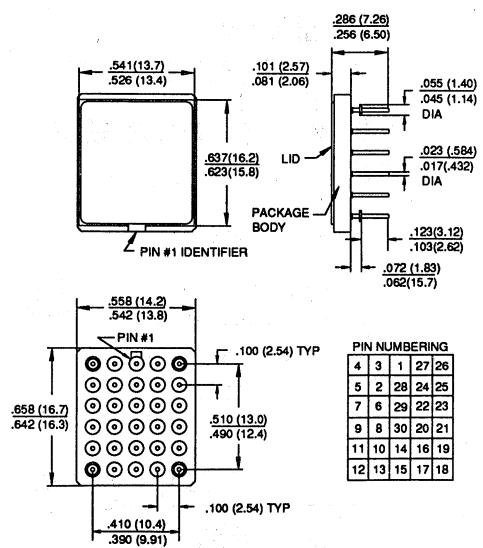 .286 (7.26)
.256 (6.50)
.541(13.7)
.526 (13.4)
.101 (2.57)
.081 (2.06)
.055 (1.40)
.045 (1.14)
DIA
.637(16.2)
.623(15.8)
LID
.023 (.584)
.017(.432)
DIA
PACKAGE
BODY
PIN #1 IDENTIFIER
.123(3.12)
.103(2.62)
.072 (1.83)
.062(15.7)
.558 (14.2)
.542 (13.8)
PIN #1
.100 (2.54) TYP
.658 (16.7)
.642 (16.3)
.510 (13.0)
.490 (12.4)
.100 (2.54) TYP
.410 (10.4)
.390 (9.91)
PIN NUMBERING
4 3 1 27 26
5 2 28 24 25
7 6 29 22 23
9 8 30 20 21
11 10 14 16 19
12 13 15 17 18